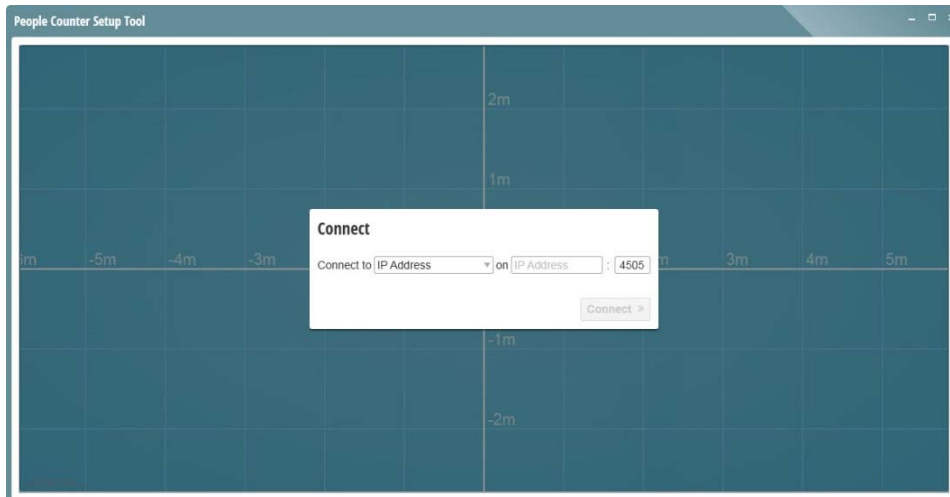 People Counter Setup Tool
2m
1m
Connect
-5m -4m -3m 3m 4m 5m
Connect to IP Address on IP Address : 4505
Connect »
-1m
-2m